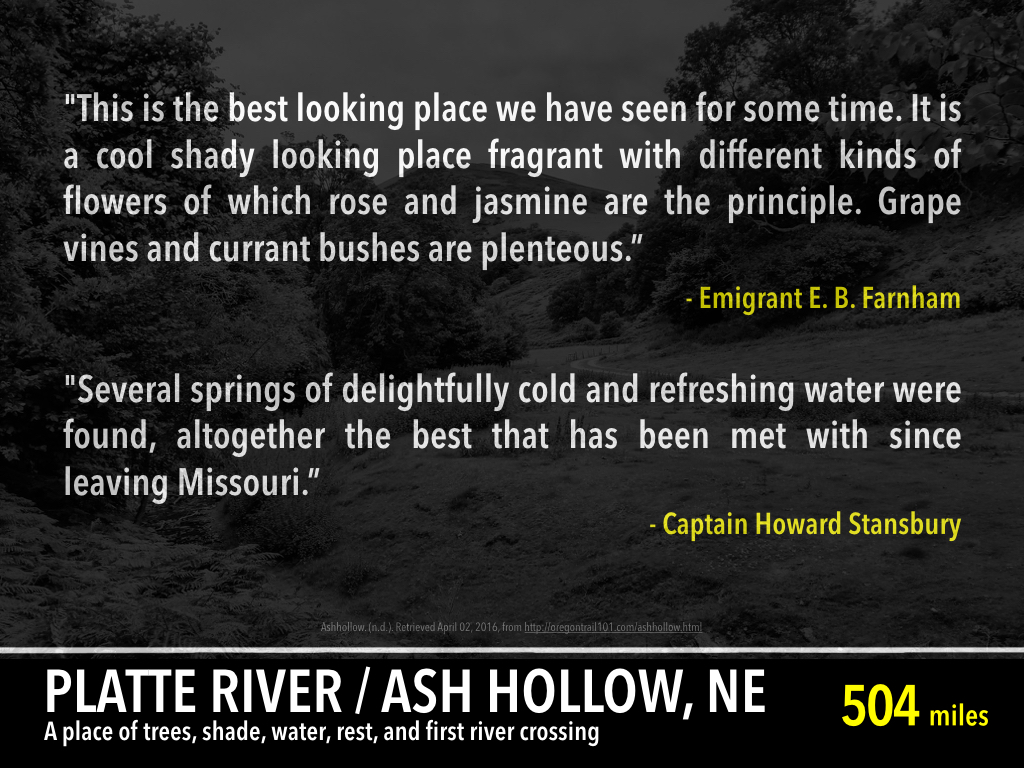 "This is the best looking place we have seen for some time. It is
a cool shady looking place fragrant with different kinds of
flowers of which rose and jasmine are the principle. Grape
vines and currant bushes are plenteous.”
- Emigrant E. B. Farnham
"Several springs of delightfully cold and refreshing water were
found, altogether the best that has been met with since
leaving Missouri.”
- Captain Howard Stansbury
Ashhollow. (n.d.). Retrieved April 02, 2016, from http://oregontrail101.com/ashhollow.html
PLATTE RIVER / ASH HOLLOW, NE
A place of trees, shade, water, rest, and first river crossing
504 miles